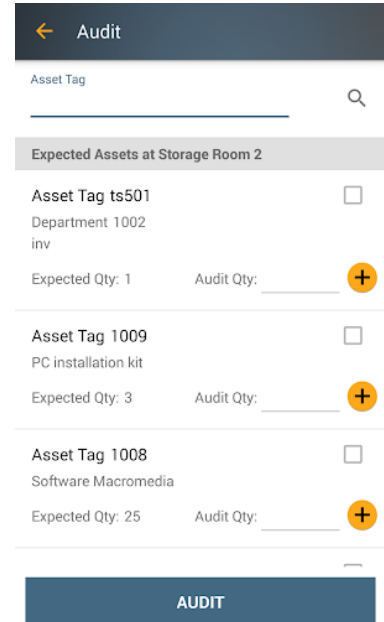 Audit
Asset Tag
Expected Assets at Storage Room 2
Asset Tag ts501
Department 1002
inv
Expected Qty: 1 Audit Qty:
Asset Tag 1009
PC installation kit
Expected Qty: 3 Audit Qty:
Asset Tag 1008
Software Macromedia
Expected Qty: 25 Audit Qty:
AUDIT